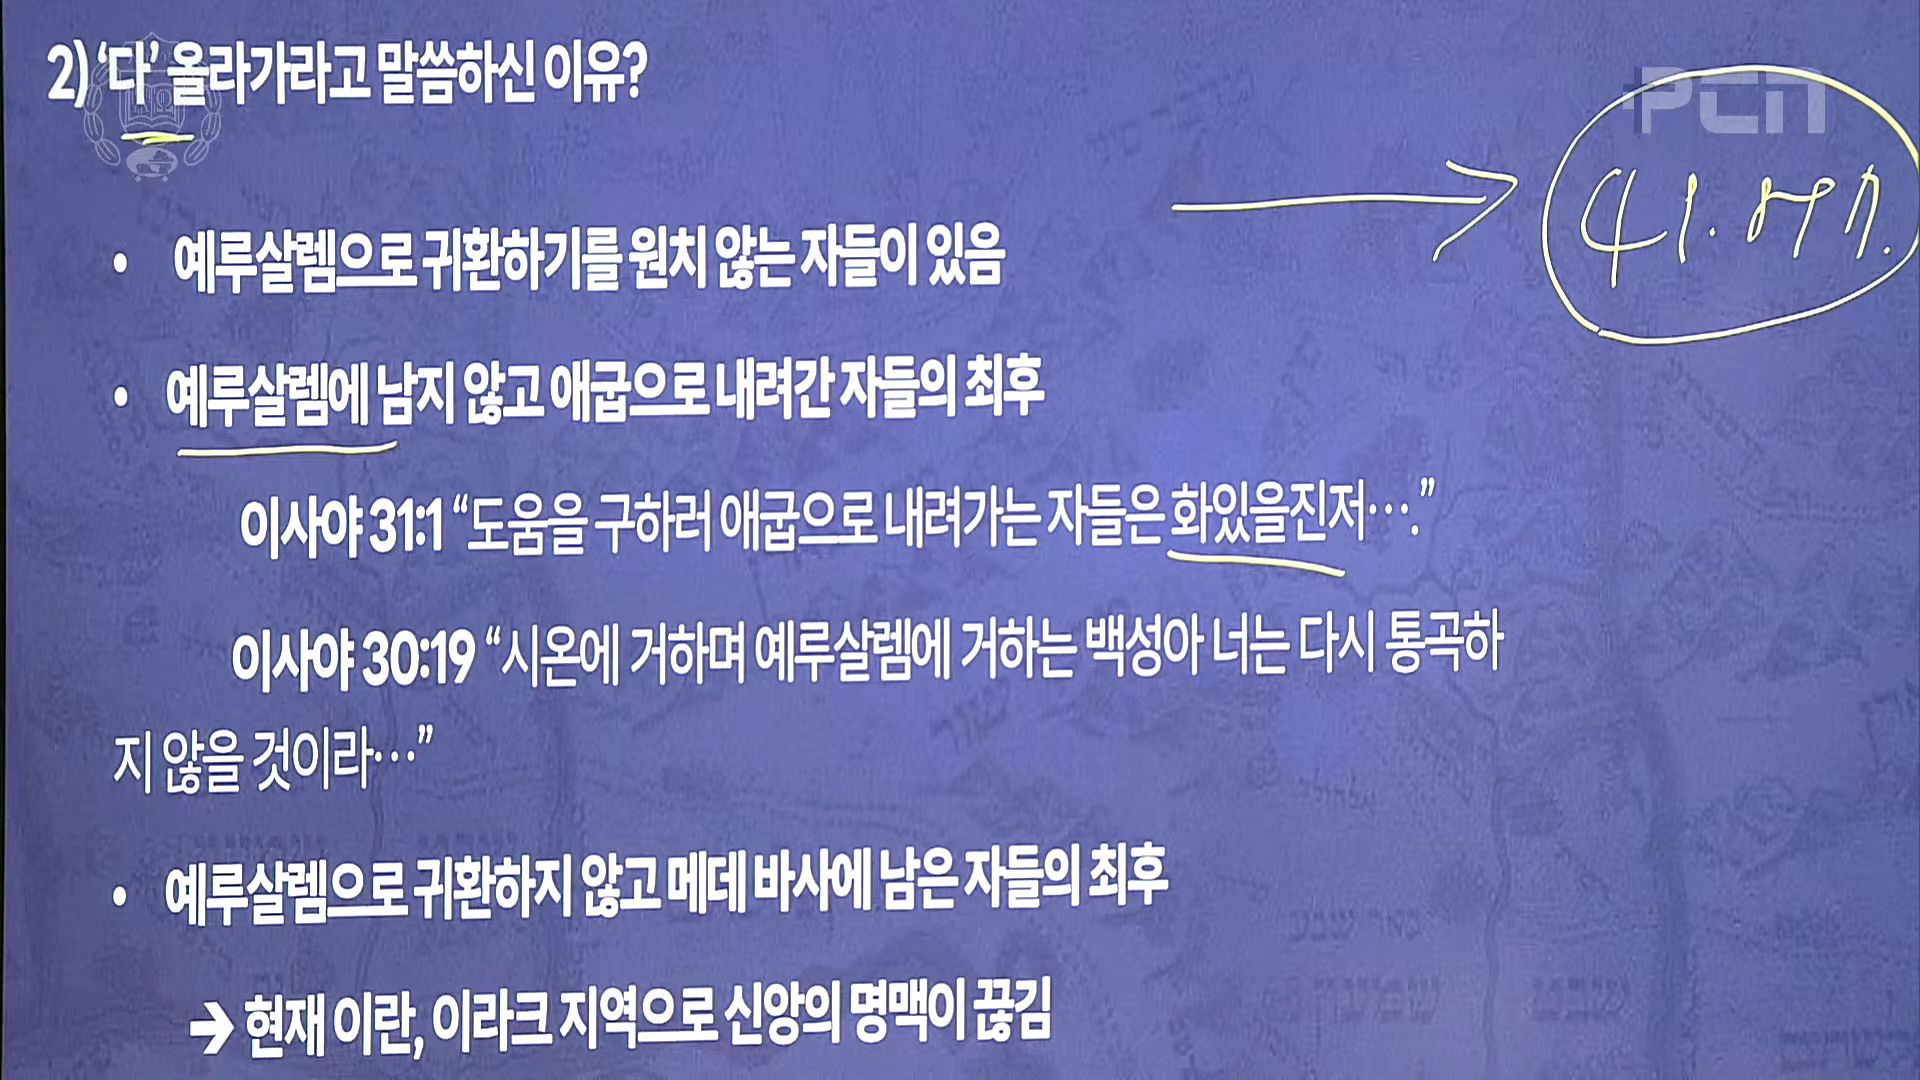 2) ‘다’ 올라가라고 말씀하신 이유?
PCN
• 예루살렘으로 귀환하기를 원치 않는 자들이 있음
• 예루살렘에 남지 않고 애굽으로 내려간 자들의 최후
이사야 31:1 “도움을 구하러 애굽으로 내려가는 자들은 화있을진저….”
이사야 30:19 “시온에 거하며 예루살렘에 거하는 백성아 너는 다시 통곡하
지 않을 것이라…”
• 예루살렘으로 귀환하지 않고 메데 바사에 남은 자들의 최후
➔ 현재 이란, 이라크 지역으로 신앙의 명맥이 끊김